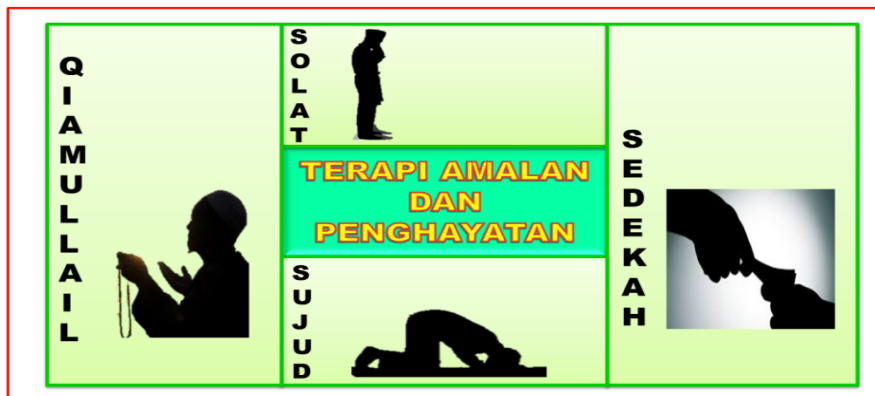 QIAMULLAIL
SOLAT
TERAPI AMALAN
DAN
PENGHAYATAN
SUJUD
SEDEKAH